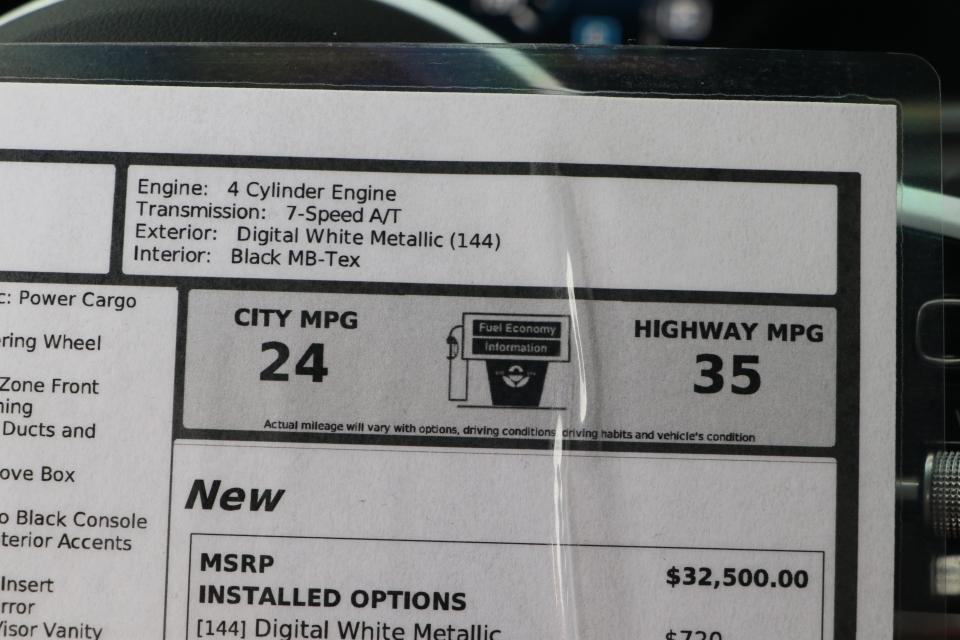 Engine: 4 Cylinder Engine
Transmission: 7-Speed A/T
Exterior: Digital White Metallic (144)
Interior: Black MB-Tex
c: Power Cargo
ring Wheel
Zone Front
ning
Ducts and
ove Box
o Black Console
terior Accents
Insert
rror
isor Vanity
CITY MPG
24
Fuel Economy
Information
HIGHWAY MPG
35
Actual mileage will vary with options, driving conditions, driving habits and vehicle's condition
New
MSRP $32,500.00
INSTALLED OPTIONS
[144] Digital White Metallic $720